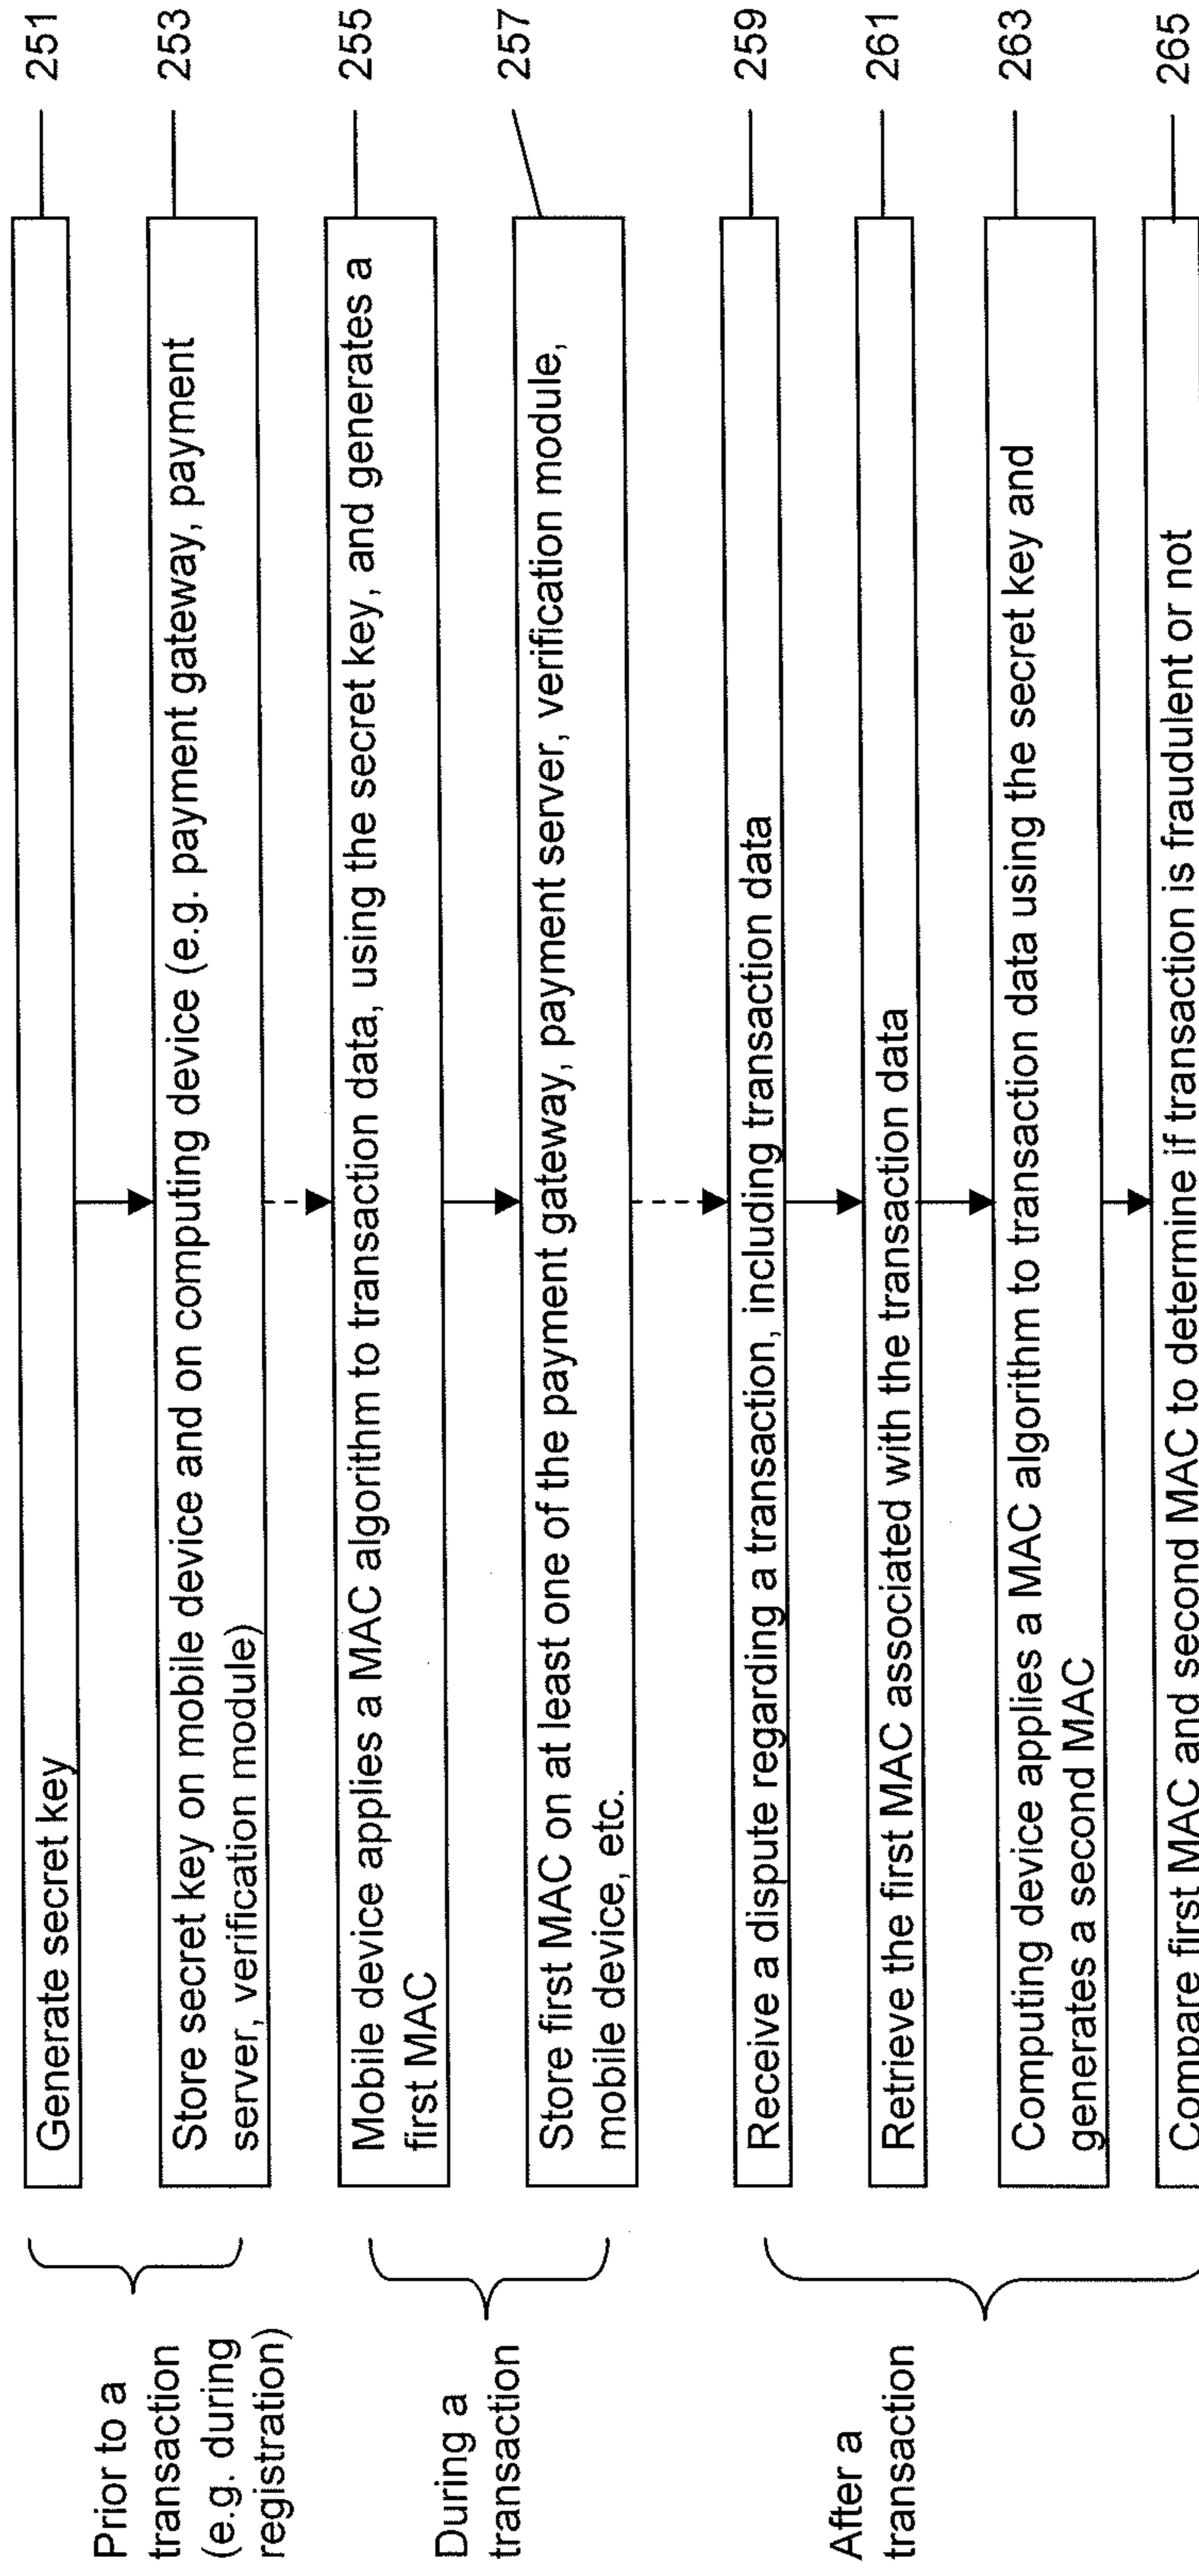 Prior to a
transaction
(e.g. during
registration)
Generate secret key
251
Store secret key on mobile device and on computing device (e.g. payment gateway, payment
server, verification module)
253
During a
transaction
Mobile device applies a MAC algorithm to transaction data, using the secret key, and generates a
first MAC
255
Store first MAC on at least one of the payment gateway, payment server, verification module,
mobile device, etc.
257
After a
transaction
Receive a dispute regarding a transaction, including transaction data
259
Retrieve the first MAC associated with the transaction data
261
Computing device applies a MAC algorithm to transaction data using the secret key and
generates a second MAC
263
Compare first MAC and second MAC to determine if transaction is fraudulent or not
265